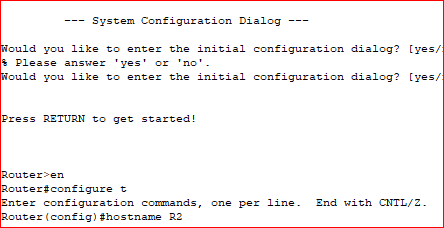 --- System Configuration Dialog ---
Would you like to enter the initial configuration dialog? [yes/
% Please answer 'yes' or 'no'.
Would you like to enter the initial configuration dialog? [yes/
Press RETURN to get started!
Router>en
Router#configure t
Enter configuration commands, one per line.  End with CNTL/Z.
Router(config)#hostname R2